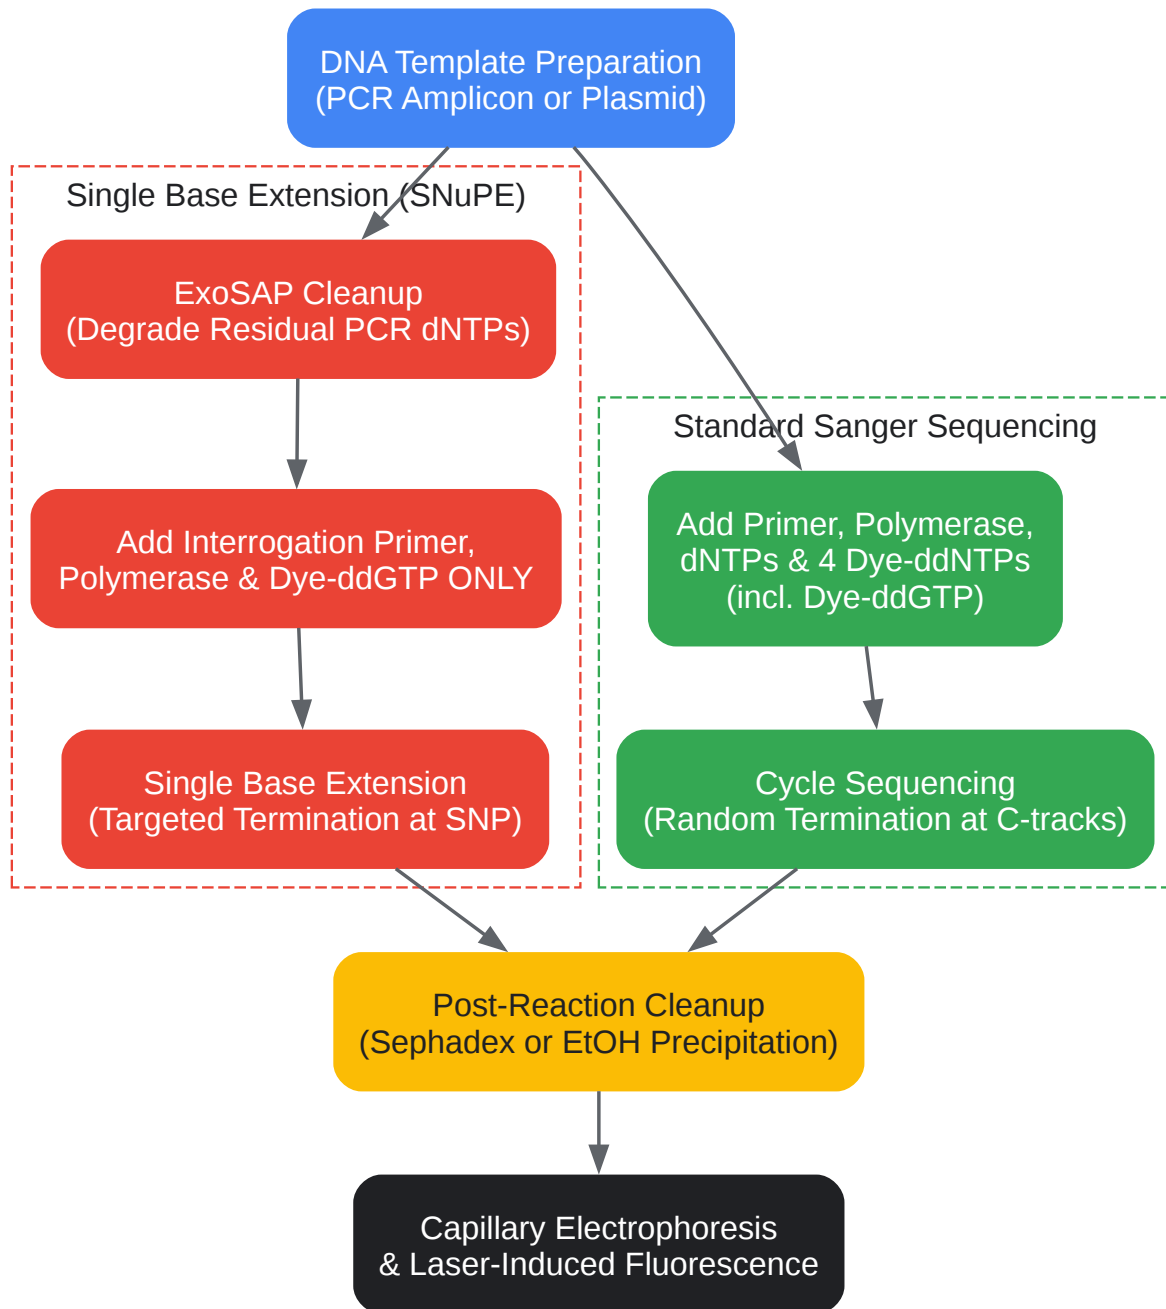 DNA Template Preparation
(PCR Amplicon or Plasmid)
Single Base Extension (SNuPE)
ExoSAP Cleanup
(Degrade Residual PCR dNTPs)
Add Interrogation Primer,
Polymerase & Dye-ddGTP ONLY
Single Base Extension
(Targeted Termination at SNP)
Standard Sanger Sequencing
Add Primer, Polymerase,
dNTPs & 4 Dye-ddNTPs
(incl. Dye-ddGTP)
Cycle Sequencing
(Random Termination at C-tracks)
Post-Reaction Cleanup
(Sephadex or EtOH Precipitation)
Capillary Electrophoresis
& Laser-Induced Fluorescence